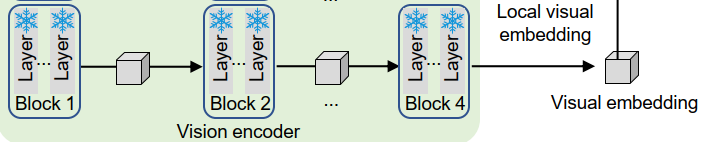 ...
Local visual
embedding
Layer ... Layer
Layer ... Layer
...
Layer ... Layer
Block 1
Block 2
...
Block 4
Visual embedding
Vision encoder